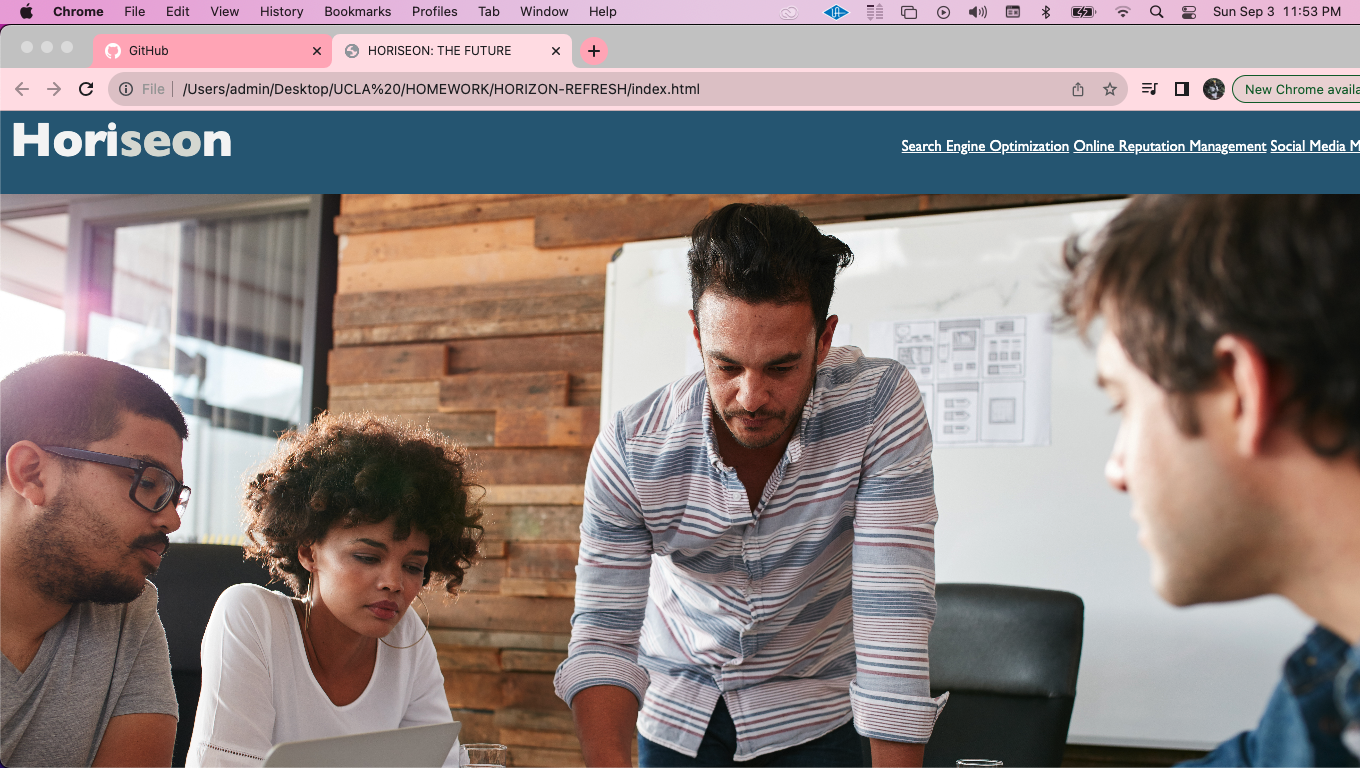 Chrome File Edit View History Bookmarks Profiles Tab Window Help Sun Sep 3 11:53 PM
GitHub HORISEON: THE FUTURE
File /Users/admin/Desktop/UCLA%20/HOMEWORK/HORIZON-REFRESH/index.html New Chrome availa
Horiseon
Search Engine Optimization Online Reputation Management Social Media M